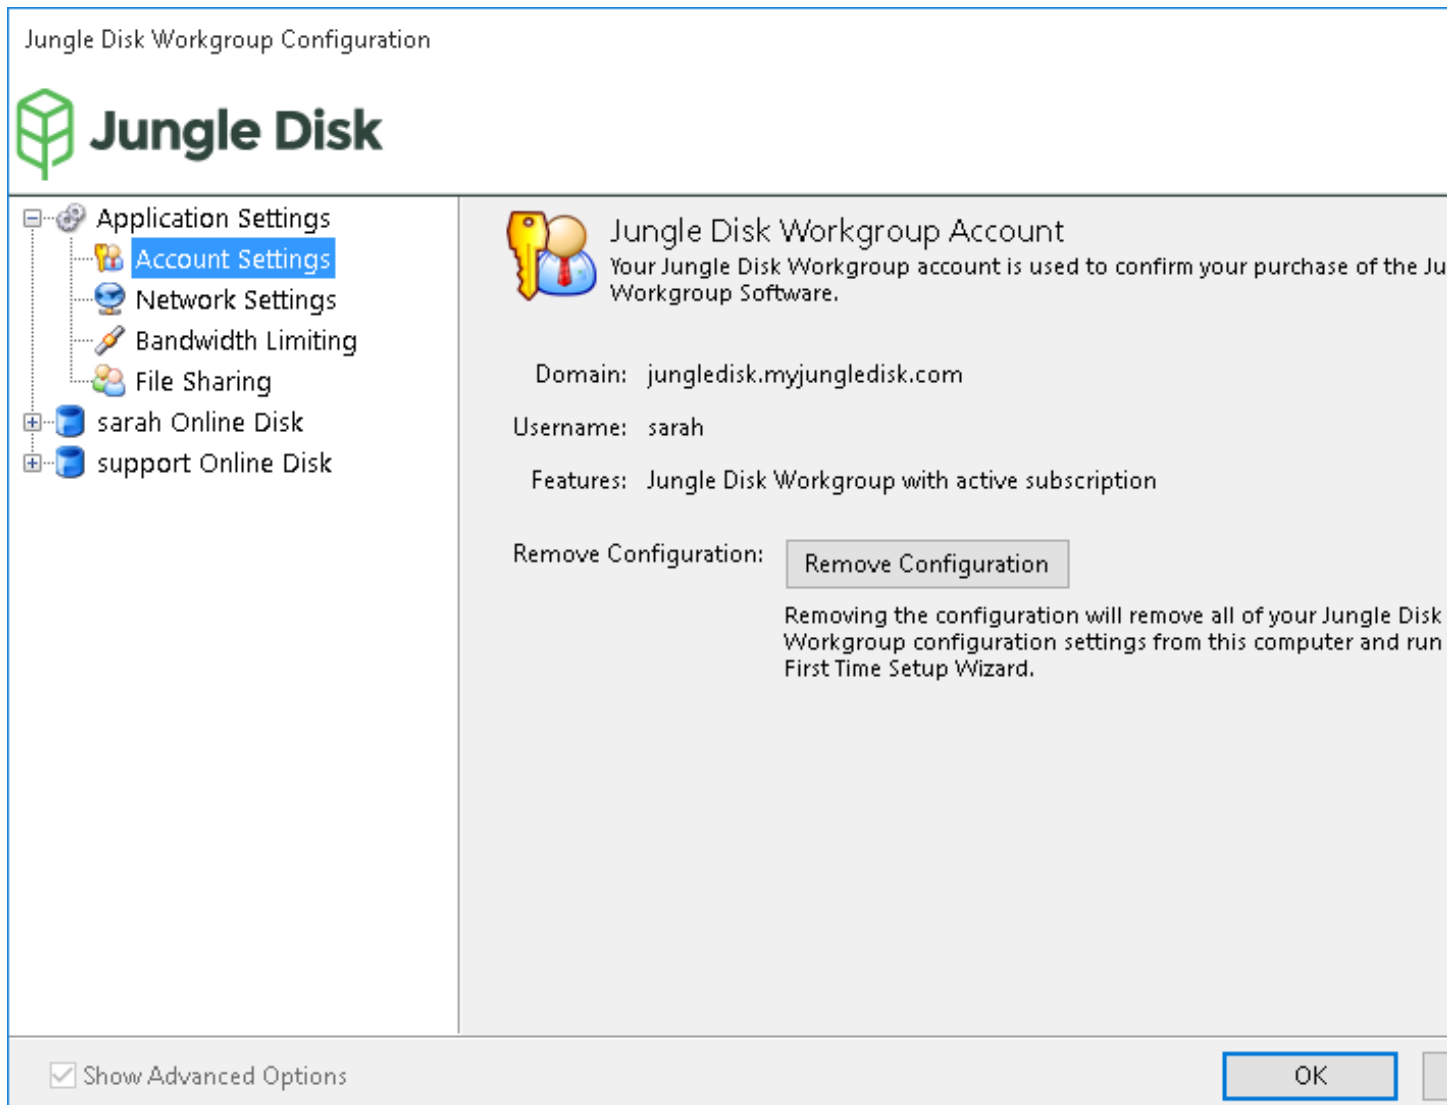 Jungle Disk Workgroup Configuration
Jungle Disk
Application Settings
Account Settings
Network Settings
Bandwidth Limiting
File Sharing
sarah Online Disk
support Online Disk
Jungle Disk Workgroup Account
Your Jungle Disk Workgroup account is used to confirm your purchase of the Ju
Workgroup Software.
Domain: jungledisk.myjungledisk.com
Username: sarah
Features: Jungle Disk Workgroup with active subscription
Remove Configuration: Remove Configuration
Removing the configuration will remove all of your Jungle Disk
Workgroup configuration settings from this computer and run
First Time Setup Wizard.
Show Advanced Options
OK